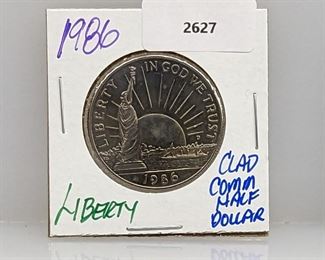 2627
1986
LIBERTY
IN GOD WE TRUST
1986
LIBERTY
CLAD
COMM
HALF
DOLLAR